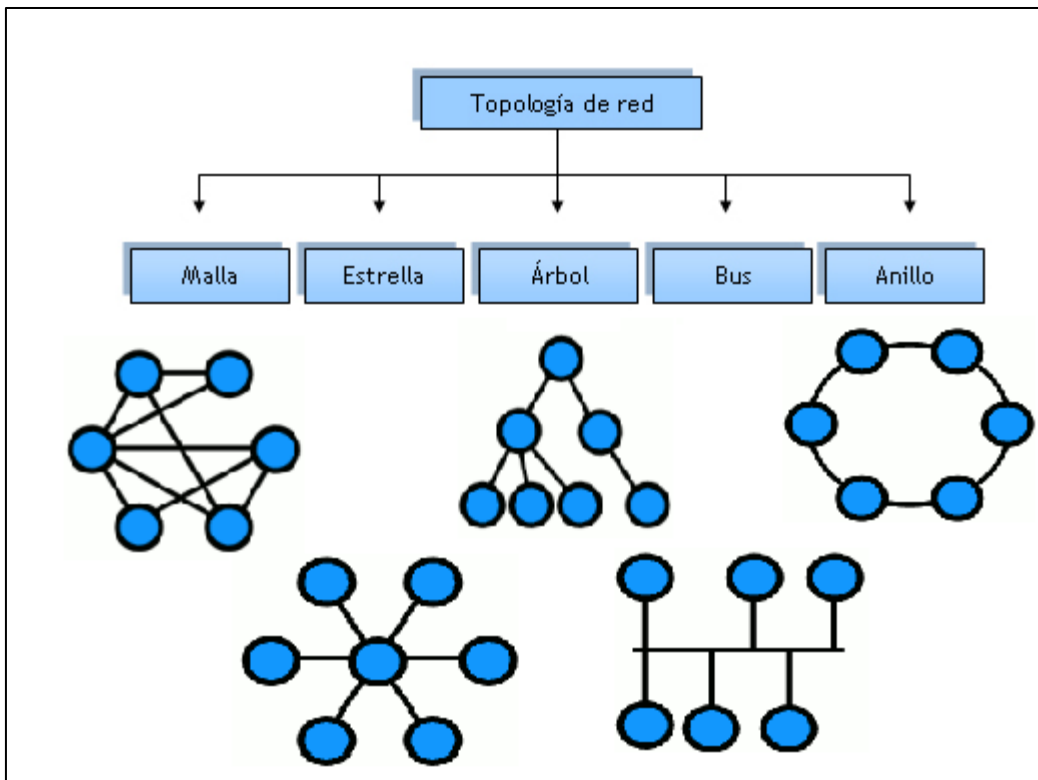 Topología de red
Malla
Estrella
Árbol
Bus
Anillo